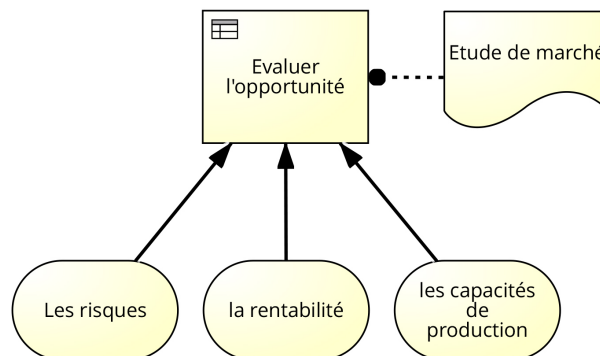 Evaluer
l'opportunité
Etude de marché
Les risques
la rentabilité
les capacités
de
production